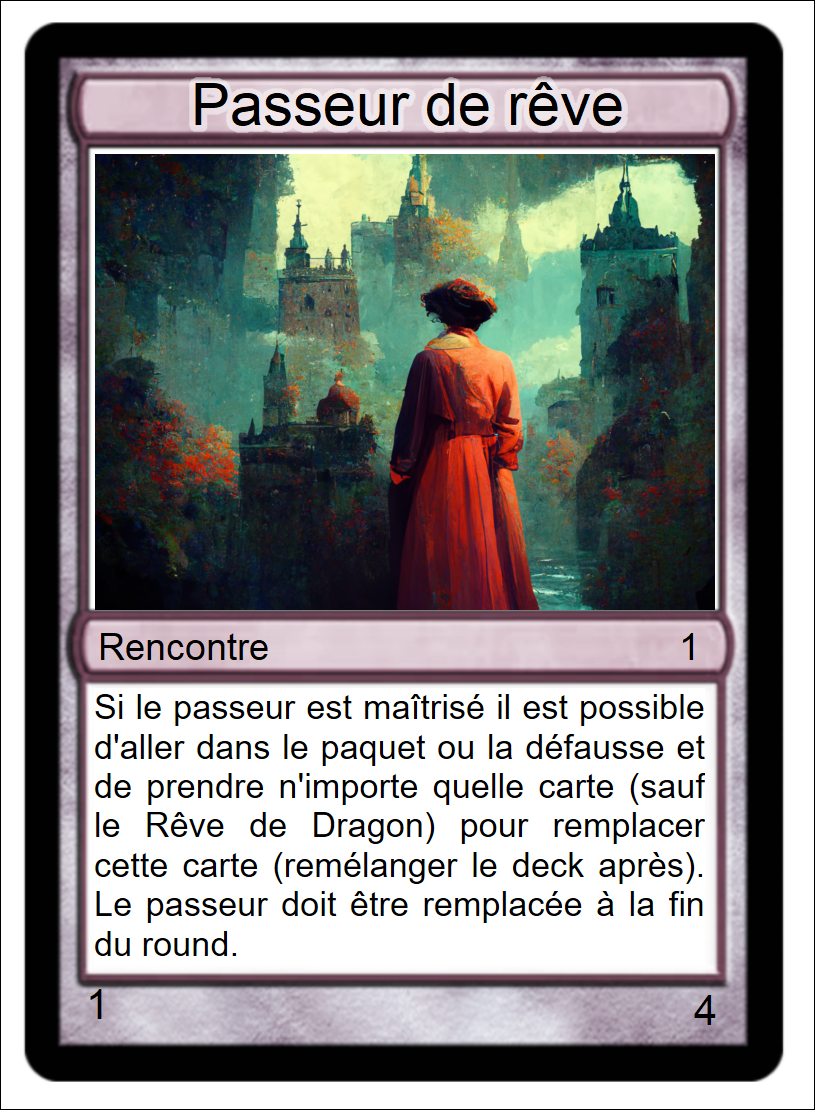 Passeur de rêve
Rencontre 1
Si le passeur est maîtrisé il est possible
d'aller dans le paquet ou la défausse et
de prendre n'importe quelle carte (sauf
le Rêve de Dragon) pour remplacer
cette carte (remélanger le deck après).
Le passeur doit être remplacée à la fin
du round.
1 4